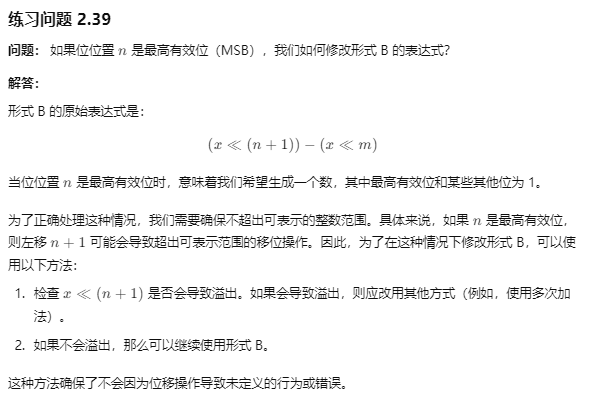 练习问题 2.39
问题： 如果位位置 n 是最高有效位（MSB），我们如何修改形式 B 的表达式？
解答：
形式 B 的原始表达式是：
(x ≪ (n + 1)) − (x ≪ m)
当位位置 n 是最高有效位时，意味着我们希望生成一个数，其中最高有效位和某些其他位为 1。
为了正确处理这种情况，我们需要确保不超出可表示的整数范围。具体来说，如果 n 是最高有效位，
则左移 n + 1 可能会导致超出可表示范围的移位操作。因此，为了在这种情况下修改形式 B，可以使
用以下方法：
1. 检查 x ≪ (n + 1) 是否会导致溢出。如果会导致溢出，则应改用其他方式（例如，使用多次加
法）。
2. 如果不会溢出，那么可以继续使用形式 B。
这种方法确保了不会因为位移操作导致未定义的行为或错误。